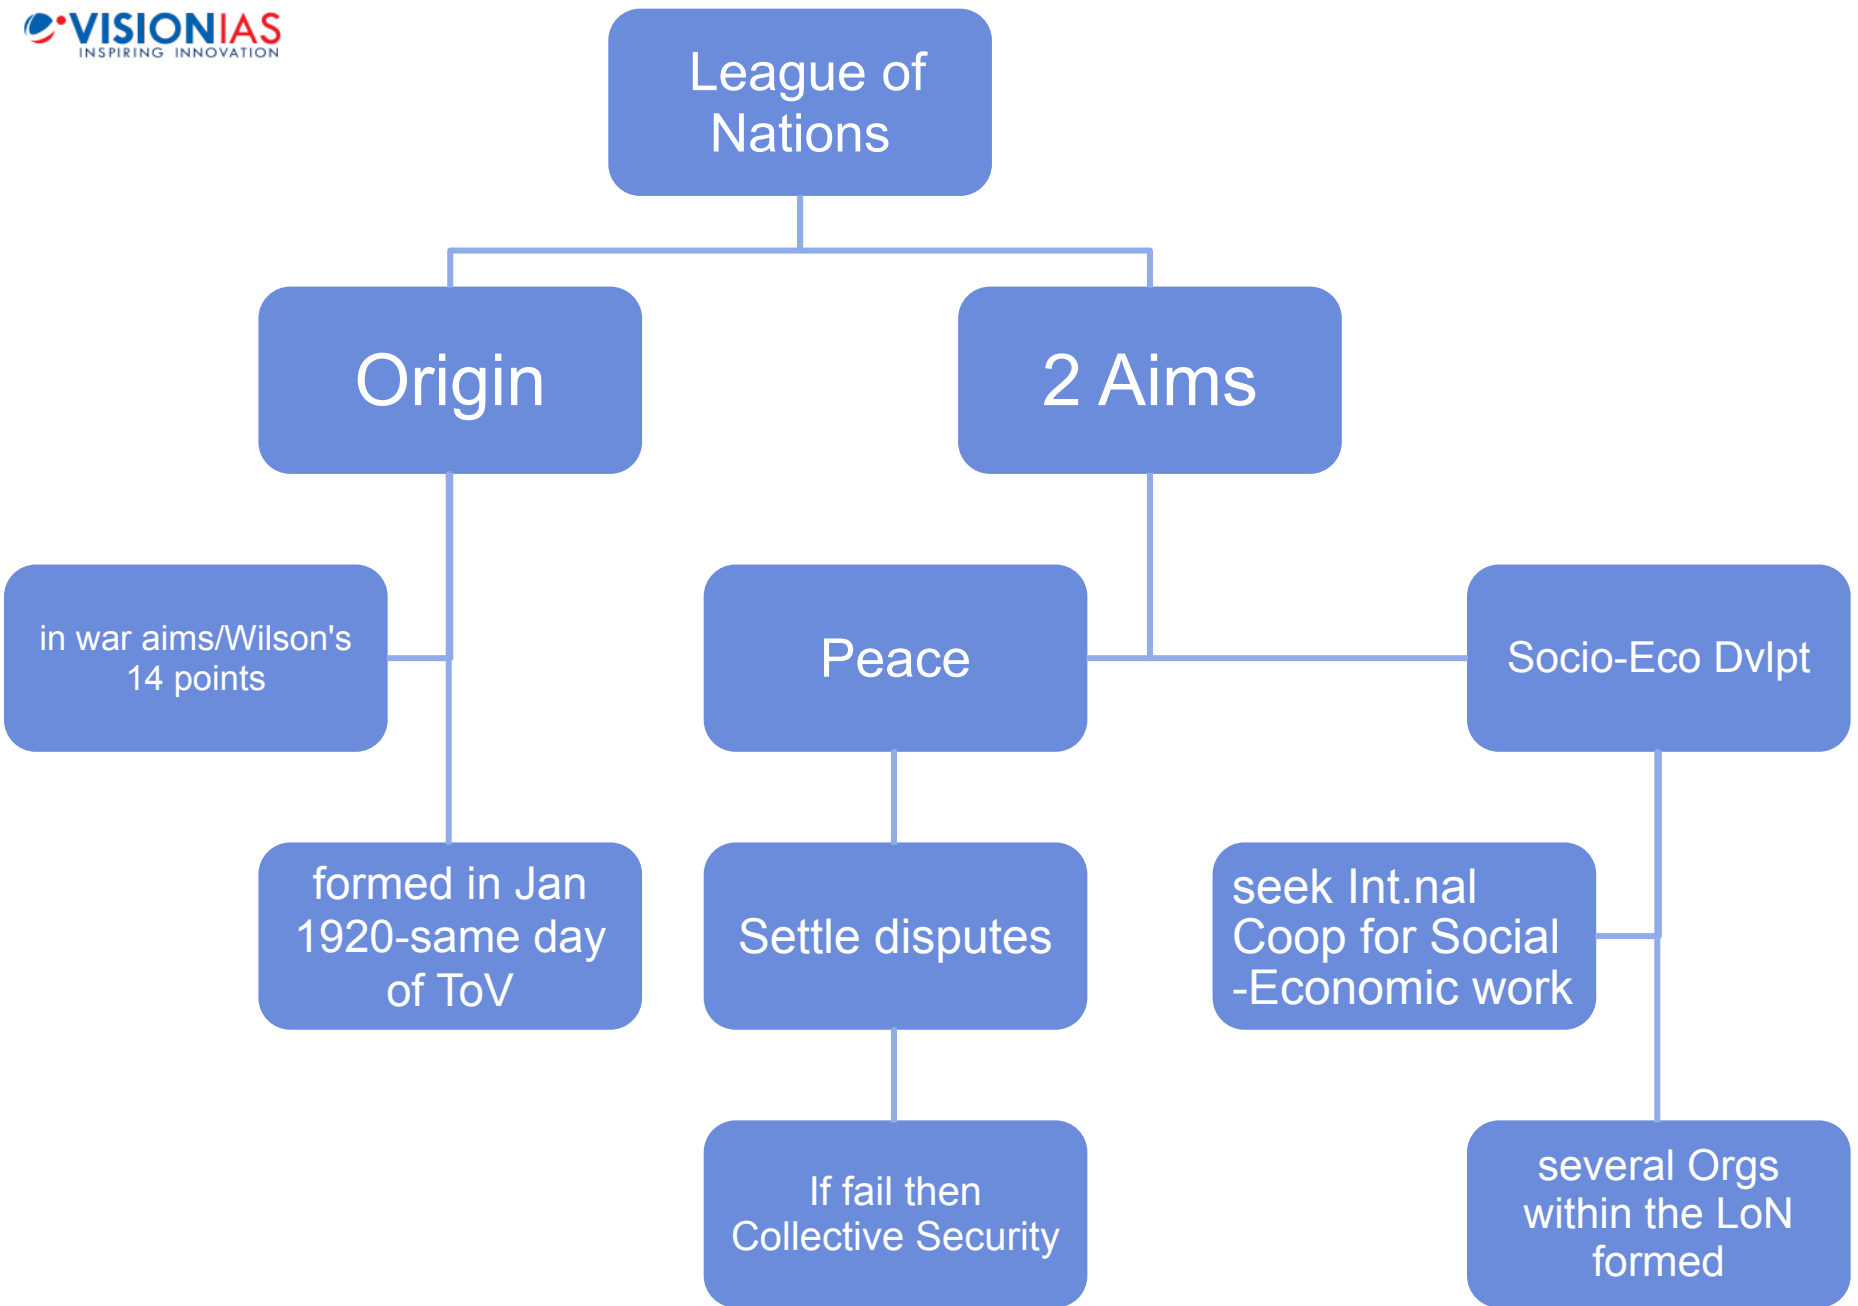 VISIONIAS
INSPIRING INNOVATION
League of
Nations
Origin
2 Aims
in war aims/Wilson's
14 points
Peace
Socio-Eco Dvlpt
formed in Jan
1920-same day
of ToV
Settle disputes
seek Int.nal
Coop for Social
-Economic work
If fail then
Collective Security
several Orgs
within the LoN
formed